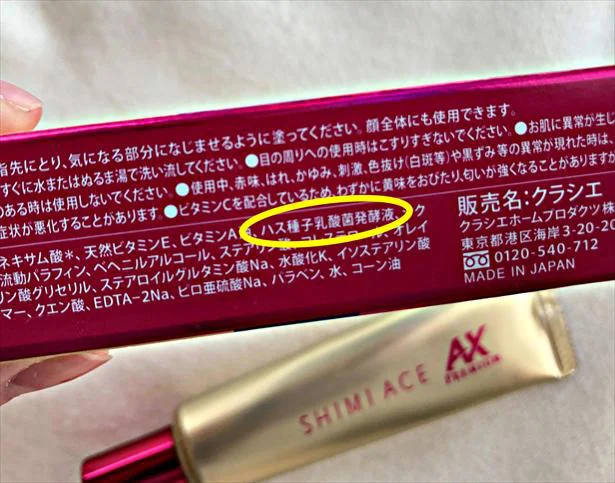 指先にとり、気になる部分になじませるように塗ってください。顔全体にも使用できます。
すぐに水またはぬるま湯で洗い流してください ●目の周りへの使用時はこすりすぎないでください。 ●お肌に異常が生じ
のある時は使用しないでください ●使用中、赤味、はれ、かゆみ、刺激、色抜け(白斑等)や黒ずみ等の異常が現れた時は、
症状が悪化することがあります。 ●ビタミンCを配合しているため、わずかに黄味をおびたり、匂いが強くなることがあります
ネキサム酸*、天然ビタミンE、ビタミンA ハス種子乳酸菌発酵液、
流動パラフィン、ベヘニルアルコール、 オレイ
リン酸グリセリル、ステアロイルグルタミン酸Na、水酸化K、イソステアリン酸
マー、クエン酸、EDTA-2Na、ピロ亜硫酸Na、パラベン、水、コーン油
販売名:クラシエ
クラシエホームプロダクツ株
東京都港区海岸3-20-20
0120-540-712
MADE IN JAPAN
SHIMI ACE AX